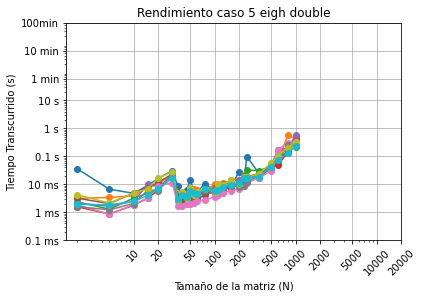 Rendimiento caso 5 eigh double
Tiempo Transcurrido (s)
100min
10 min
1 min
10 s
1 s
0.1 s
10 ms
1 ms
0.1 ms
10
20
50
100
200
500
1000
2000
5000
10000
20000
Tamaño de la matriz (N)